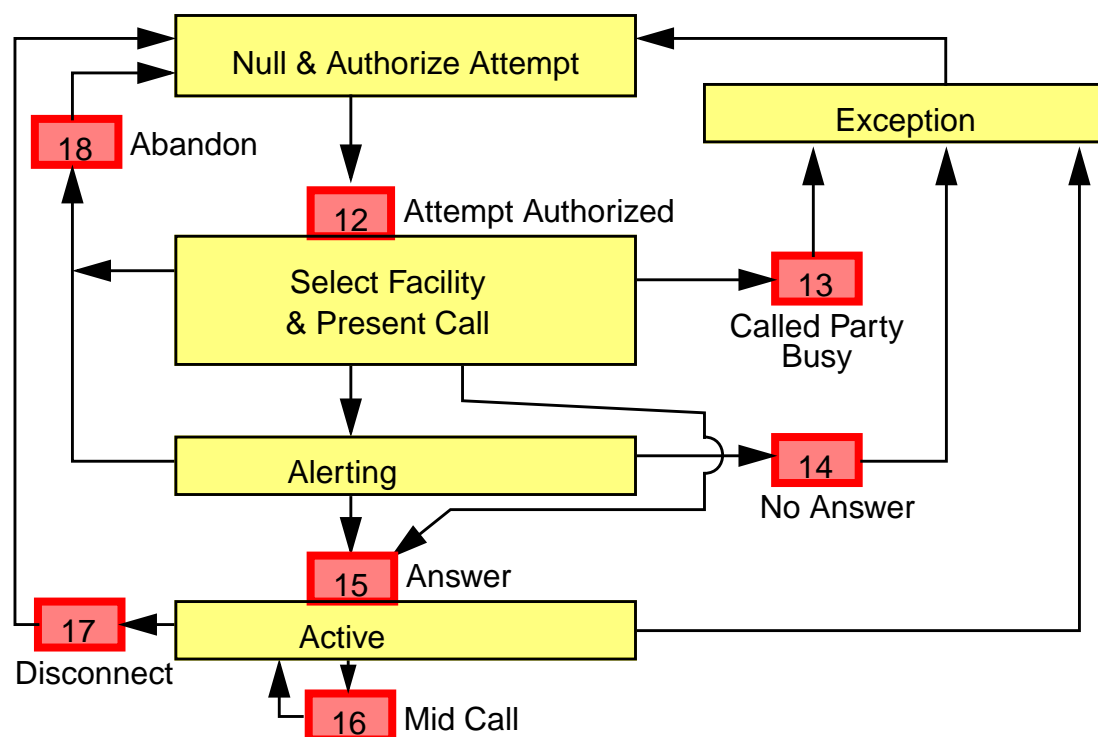 Null & Authorize Attempt
Exception
18
Abandon
12
Attempt Authorized
Select Facility
& Present Call
13
Called Party
Busy
Alerting
14
No Answer
15
Answer
17
Disconnect
Active
16
Mid Call